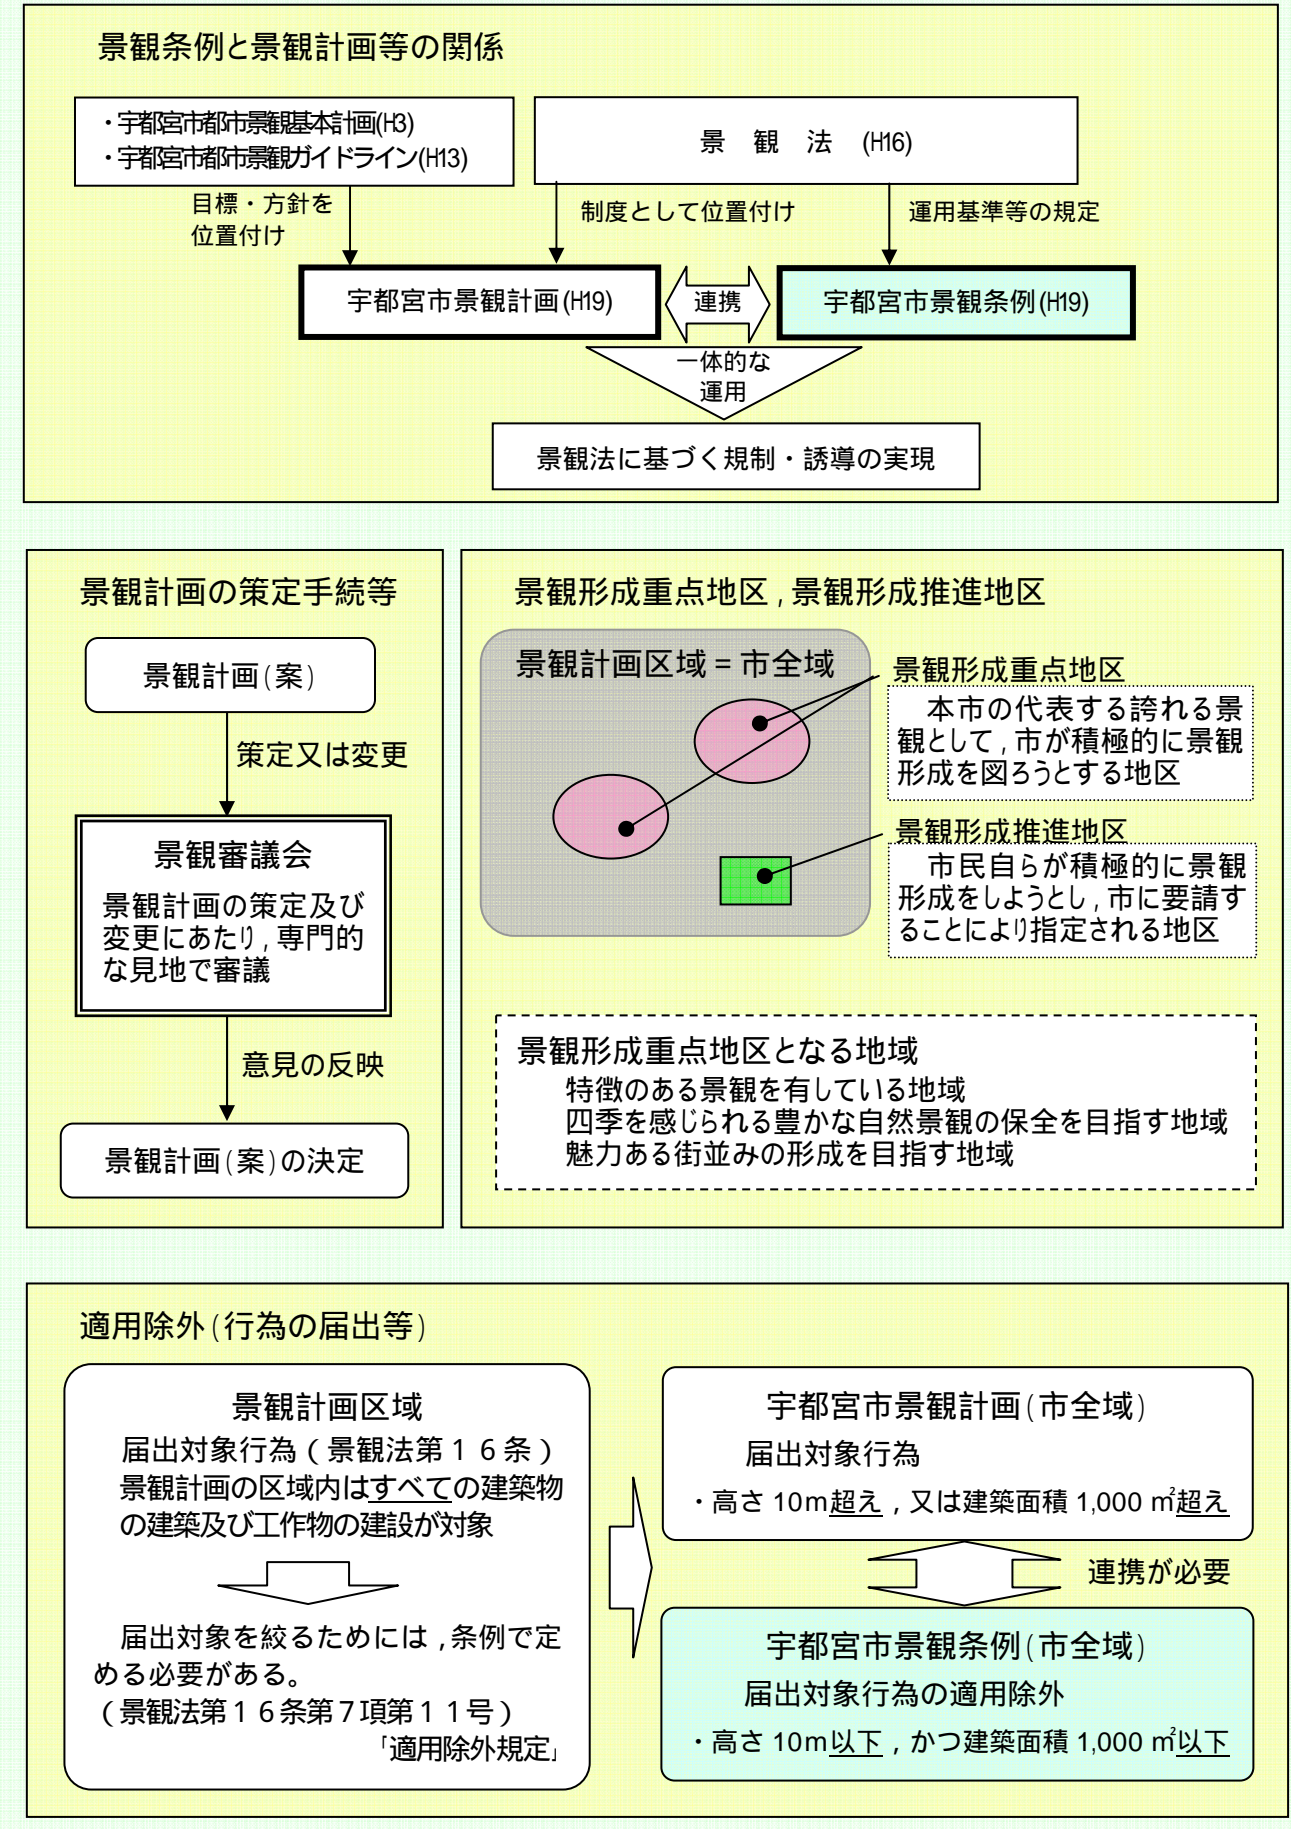 景観条例と景観計画等の関係
・宇都宮市都市景観基本計画(H3)
・宇都宮市都市景観ガイドライン(H13)
景 観 法 (H16)
目標・方針を
位置付け
制度として位置付け
運用基準等の規定
宇都宮市景観計画(H19)
連携
宇都宮市景観条例(H19)
一体的な
運用
景観法に基づく規制・誘導の実現
景観計画の策定手続等
景観計画(案)
策定又は変更
景観審議会
景観計画の策定及び
変更にあたり,専門的
な見地で審議
意見の反映
景観計画(案)の決定
景観形成重点地区,景観形成推進地区
景観計画区域=市全域
景観形成重点地区
本市の代表する誇れる景
観として,市が積極的に景観
形成を図ろうとする地区
景観形成推進地区
市民自らが積極的に景観
形成をしようとし,市に要請す
ることにより指定される地区
景観形成重点地区となる地域
特徴のある景観を有している地域
四季を感じられる豊かな自然景観の保全を目指す地域
魅力ある街並みの形成を目指す地域
適用除外(行為の届出等)
景観計画区域
届出対象行為(景観法第16条)
景観計画の区域内はすべての建築物
の建築及び工作物の建設が対象
届出対象を絞るためには,条例で定
める必要がある。
(景観法第16条第7項第11号)
「適用除外規定」
宇都宮市景観計画(市全域)
届出対象行為
・高さ10m超え,又は建築面積1,000㎡超え
連携が必要
宇都宮市景観条例(市全域)
届出対象行為の適用除外
・高さ10m以下,かつ建築面積1,000㎡以下